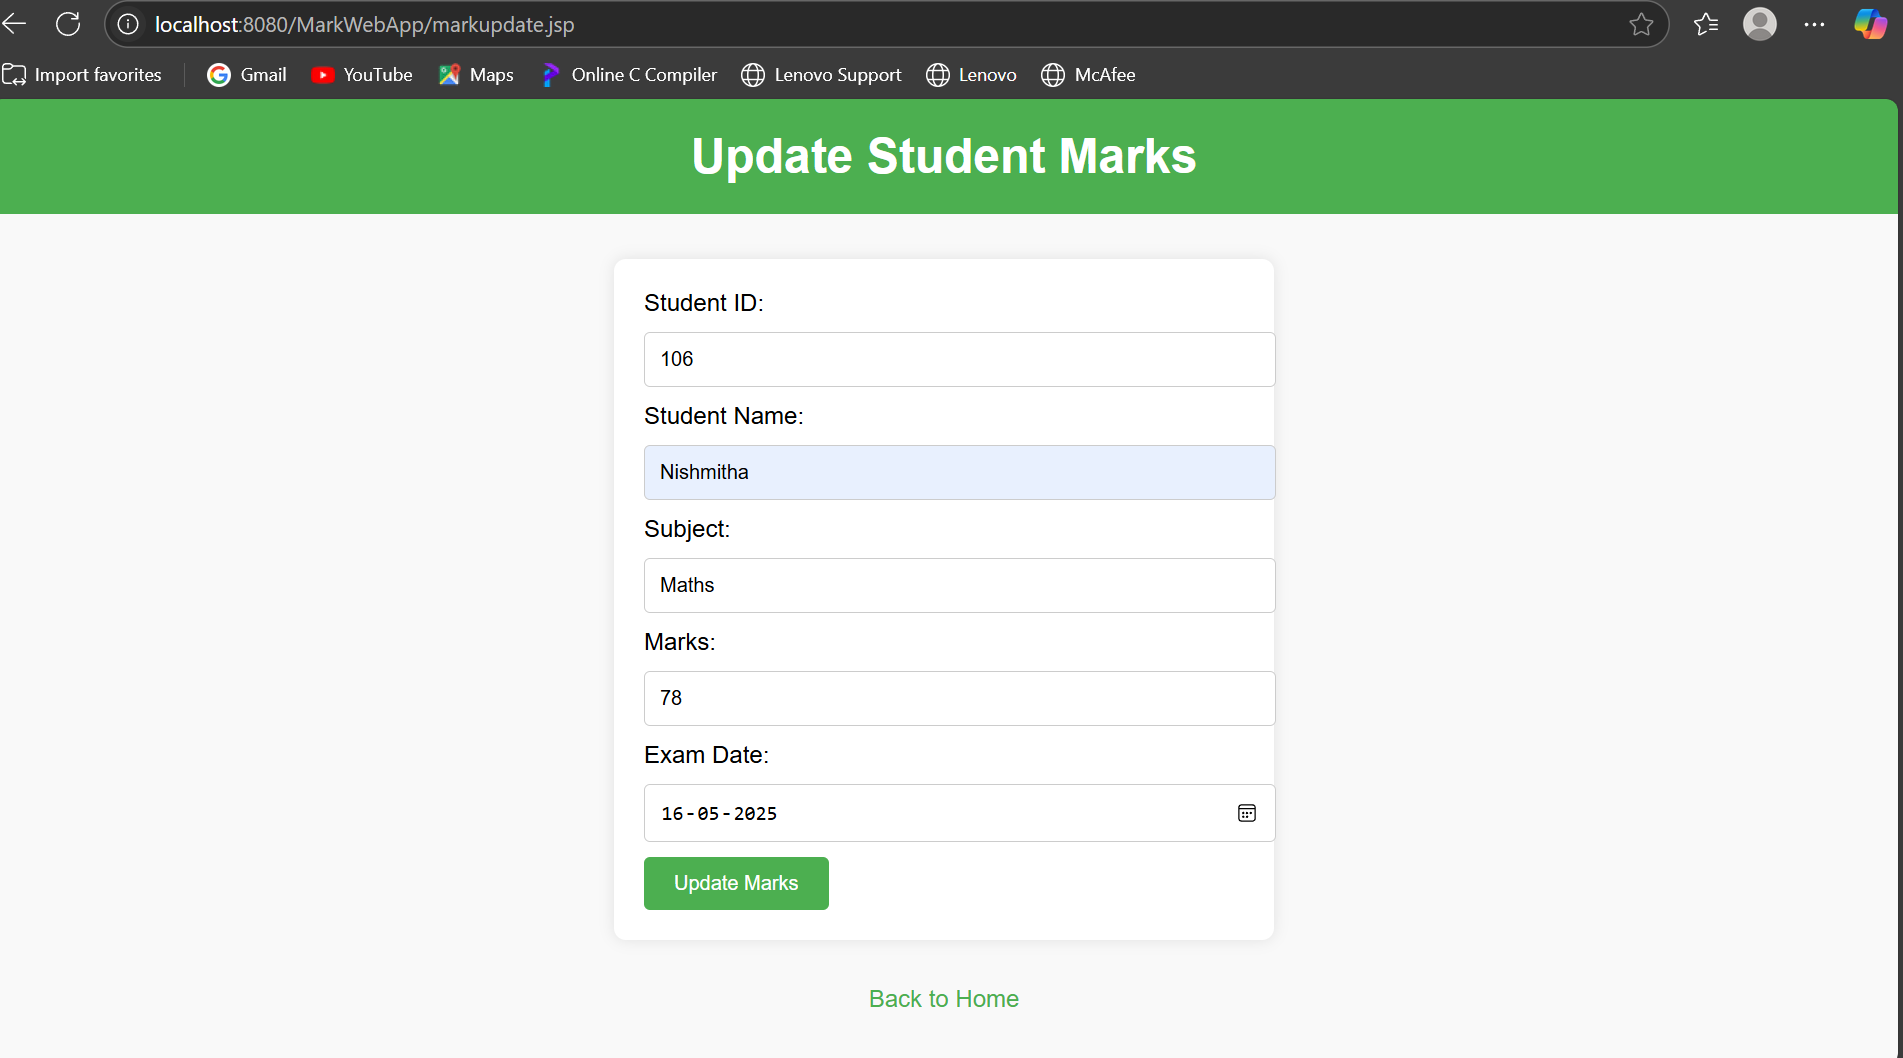 localhost:8080/MarkWebApp/markupdate.jsp
Import favorites Gmail YouTube Maps Online C Compiler Lenovo Support Lenovo McAfee
Update Student Marks
Student ID:
106
Student Name:
Nishmitha
Subject:
Maths
Marks:
78
Exam Date:
16-05-2025
Update Marks
Back to Home